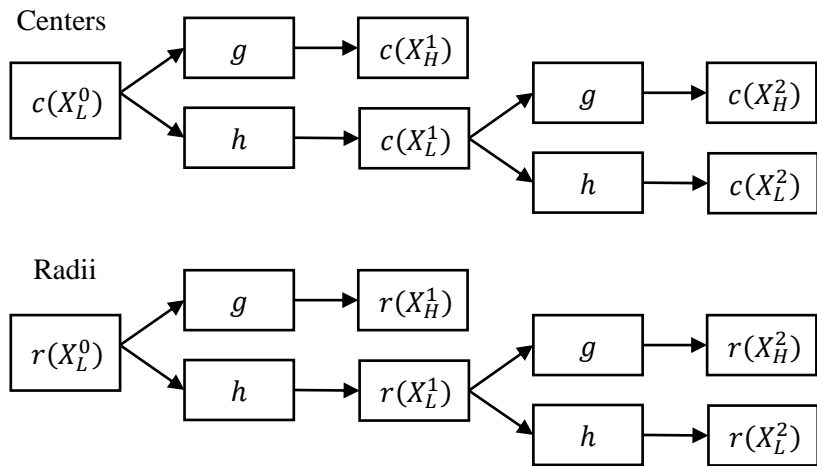 Centers
g
c(X_H^1)
c(X_L^0)
g
c(X_H^2)
h
c(X_L^1)
h
c(X_L^2)
Radii
g
r(X_H^1)
r(X_L^0)
g
r(X_H^2)
h
r(X_L^1)
h
r(X_L^2)